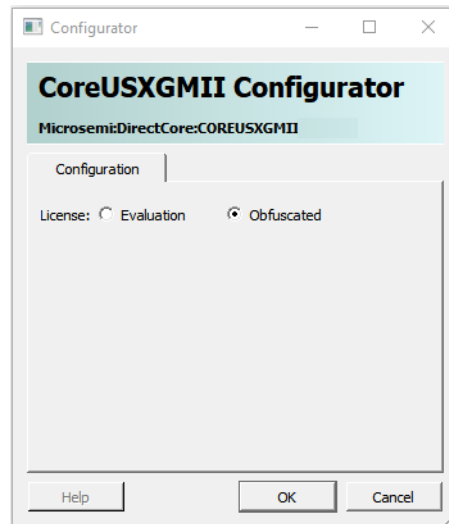 Configurator
CoreUSXGMII Configurator
Microsemi:DirectCore:COREUSXGMII
Configuration
License: Evaluation Obfuscated
Help OK Cancel